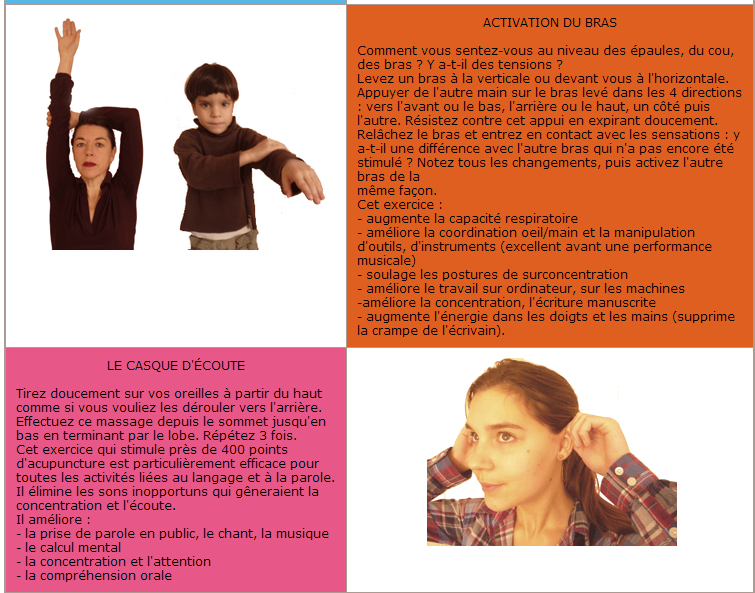 ACTIVATION DU BRAS
Comment vous sentez-vous au niveau des épaules, du cou,
des bras ? Y a-t-il des tensions ?
Levez un bras à la verticale ou devant vous à l'horizontale.
Appuyer de l'autre main sur le bras levé dans les 4 directions
: vers l'avant ou le bas, l'arrière ou le haut, un côté puis
l'autre. Résistez contre cet appui en expirant doucement.
Relâchez le bras et entrez en contact avec les sensations : y
a-t-il une différence avec l'autre bras qui n'a pas encore été
stimulé ? Notez tous les changements, puis activez l'autre
bras de la
même façon.
Cet exercice :
- augmente la capacité respiratoire
- améliore la coordination oeil/main et la manipulation
d'outils, d'instruments (excellent avant une performance
musicale)
- soulage les postures de surconcentration
- améliore le travail sur ordinateur, sur les machines
-améliore la concentration, l'écriture manuscrite
- augmente l'énergie dans les doigts et les mains (supprime
la crampe de l'écrivain).
LE CASQUE D'ÉCOUTE
Tirez doucement sur vos oreilles à partir du haut
comme si vous vouliez les dérouler vers l'arrière.
Effectuez ce massage depuis le sommet jusqu'en
bas en terminant par le lobe. Répétez 3 fois.
Cet exercice qui stimule près de 400 points
d'acupuncture est particulièrement efficace pour
toutes les activités liées au langage et à la parole.
Il élimine les sons inopportuns qui gêneraient la
concentration et l'écoute.
Il améliore :
- la prise de parole en public, le chant, la musique
- le calcul mental
- la concentration et l'attention
- la compréhension orale